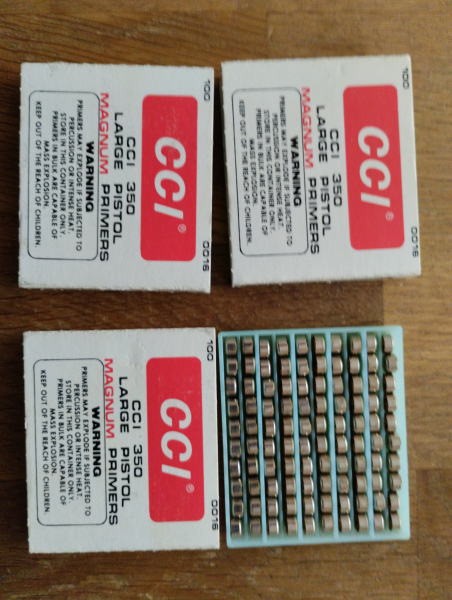 100
0016
CCI®
CCI 350
LARGE PISTOL
MAGNUM PRIMERS
WARNING
PRIMERS MAY EXPLODE IF SUBJECTED TO
PERCUSSION OR INTENSE HEAT.
STORE IN THIS CONTAINER ONLY.
PRIMERS IN BULK ARE CAPABLE OF
MASS EXPLOSION.
KEEP OUT OF THE REACH OF CHILDREN.
100
0016
CCI®
CCI 350
LARGE PISTOL
MAGNUM PRIMERS
WARNING
PRIMERS MAY EXPLODE IF SUBJECTED TO
PERCUSSION OR INTENSE HEAT.
STORE IN THIS CONTAINER ONLY.
PRIMERS IN BULK ARE CAPABLE OF
MASS EXPLOSION.
KEEP OUT OF THE REACH OF CHILDREN.
100
0016
CCI®
CCI 350
LARGE PISTOL
MAGNUM PRIMERS
WARNING
PRIMERS MAY EXPLODE IF SUBJECTED TO
PERCUSSION OR INTENSE HEAT.
STORE IN THIS CONTAINER ONLY.
PRIMERS IN BULK ARE CAPABLE OF
MASS EXPLOSION.
KEEP OUT OF THE REACH OF CHILDREN.